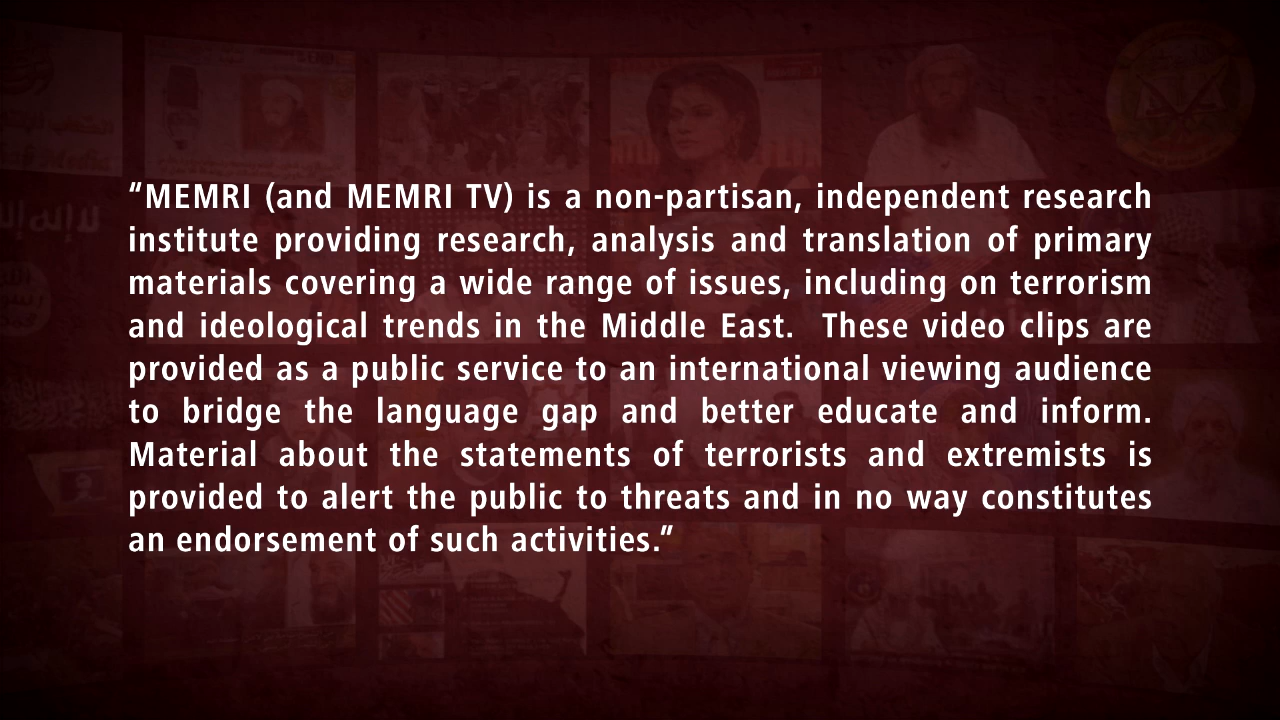 “MEMRI (and MEMRI TV) is a non-partisan, independent research
institute providing research, analysis and translation of primary
materials covering a wide range of issues, including on terrorism
and ideological trends in the Middle East.  These video clips are
provided as a public service to an international viewing audience
to bridge the language gap and better educate and inform.
Material about the statements of terrorists and extremists is
provided to alert the public to threats and in no way constitutes
an endorsement of such activities.”